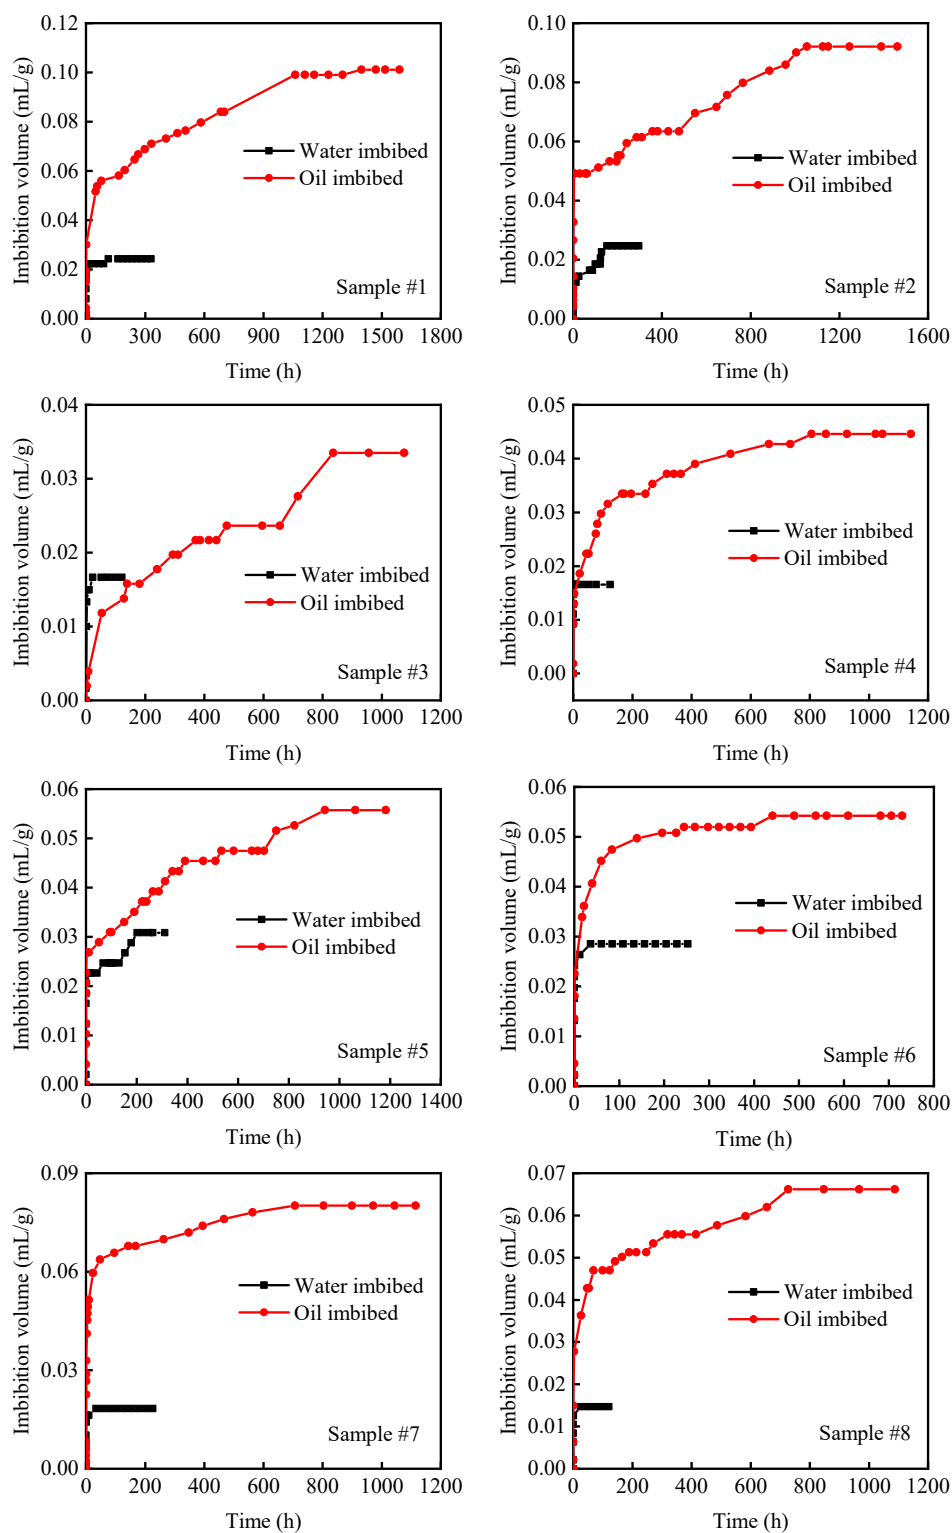 0.12
0.10
0.08
0.06
0.04
0.02
0.00
Imbibition volume (mL/g)
Water imbibed
Oil imbibed
Sample #1
0 300 600 900 1200 1500 1800
Time (h)
0.10
0.08
0.06
0.04
0.02
0.00
Imbibition volume (mL/g)
Water imbibed
Oil imbibed
Sample #2
0 400 800 1200 1600
Time (h)
0.04
0.03
0.02
0.01
0.00
Imbibition volume (mL/g)
Water imbibed
Oil imbibed
Sample #3
0 200 400 600 800 1000 1200
Time (h)
0.05
0.04
0.03
0.02
0.01
0.00
Imbibition volume (mL/g)
Water imbibed
Oil imbibed
Sample #4
0 200 400 600 800 1000 1200
Time (h)
0.06
0.05
0.04
0.03
0.02
0.01
0.00
Imbibition volume (mL/g)
Water imbibed
Oil imbibed
Sample #5
0 200 400 600 800 1000 1200 1400
Time (h)
0.06
0.05
0.04
0.03
0.02
0.01
0.00
Imbibition volume (mL/g)
Water imbibed
Oil imbibed
Sample #6
0 100 200 300 400 500 600 700 800
Time (h)
0.09
0.06
0.03
0.00
Imbibition volume (mL/g)
Water imbibed
Oil imbibed
Sample #7
0 200 400 600 800 1000 1200
Time (h)
0.07
0.06
0.05
0.04
0.03
0.02
0.01
0.00
Imbibition volume (mL/g)
Water imbibed
Oil imbibed
Sample #8
0 200 400 600 800 1000 1200
Time (h)